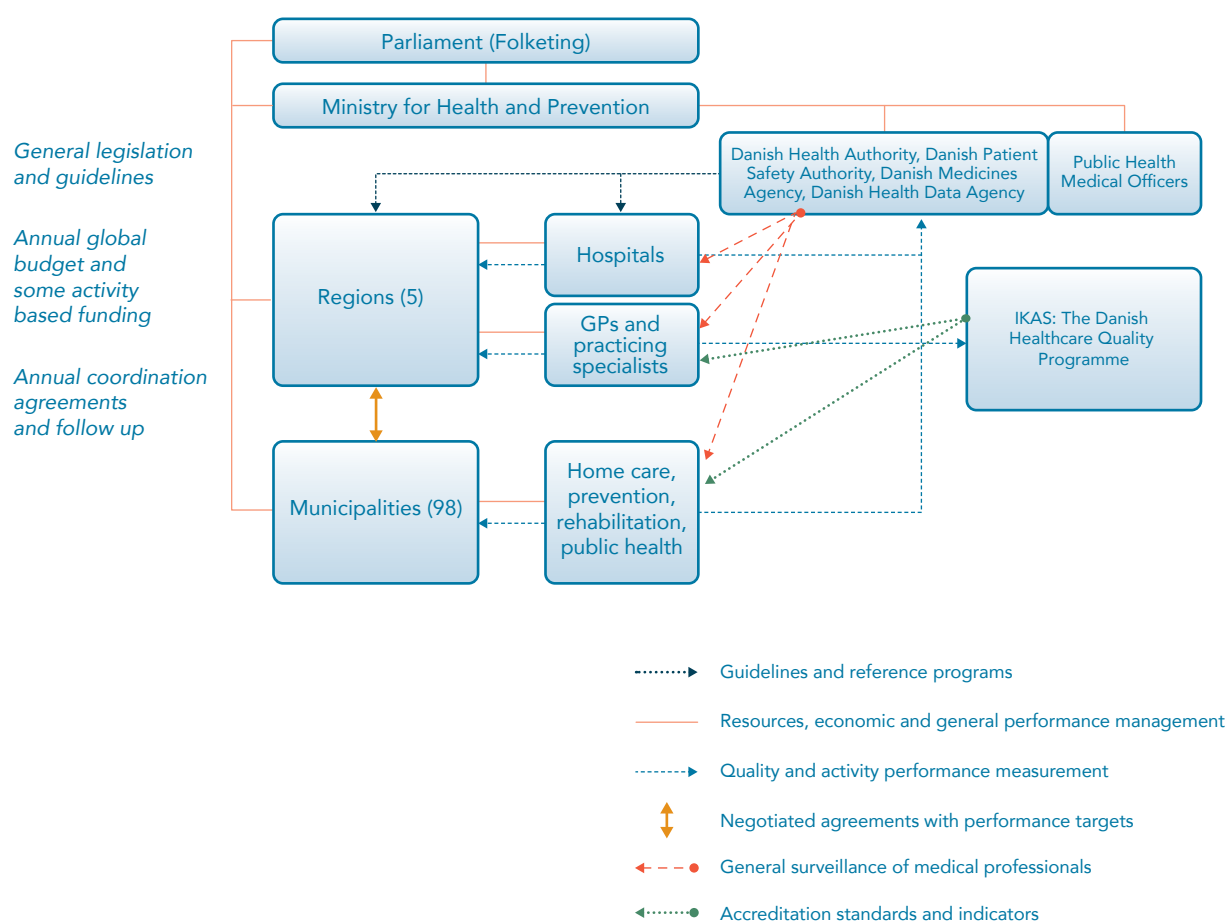 Parliament (Folketing)
Ministry for Health and Prevention
General legislation
and guidelines
Annual global
budget and
some activity
based funding
Annual coordination
agreements
and follow up
Danish Health Authority, Danish Patient
Safety Authority, Danish Medicines
Agency, Danish Health Data Agency
Public Health
Medical Officers
Regions (5)
Hospitals
GPs and
practicing
specialists
IKAS: The Danish
Healthcare Quality
Programme
Municipalities (98)
Home care,
prevention,
rehabilitation,
public health
Guidelines and reference programs
Resources, economic and general performance management
Quality and activity performance measurement
Negotiated agreements with performance targets
General surveillance of medical professionals
Accreditation standards and indicators